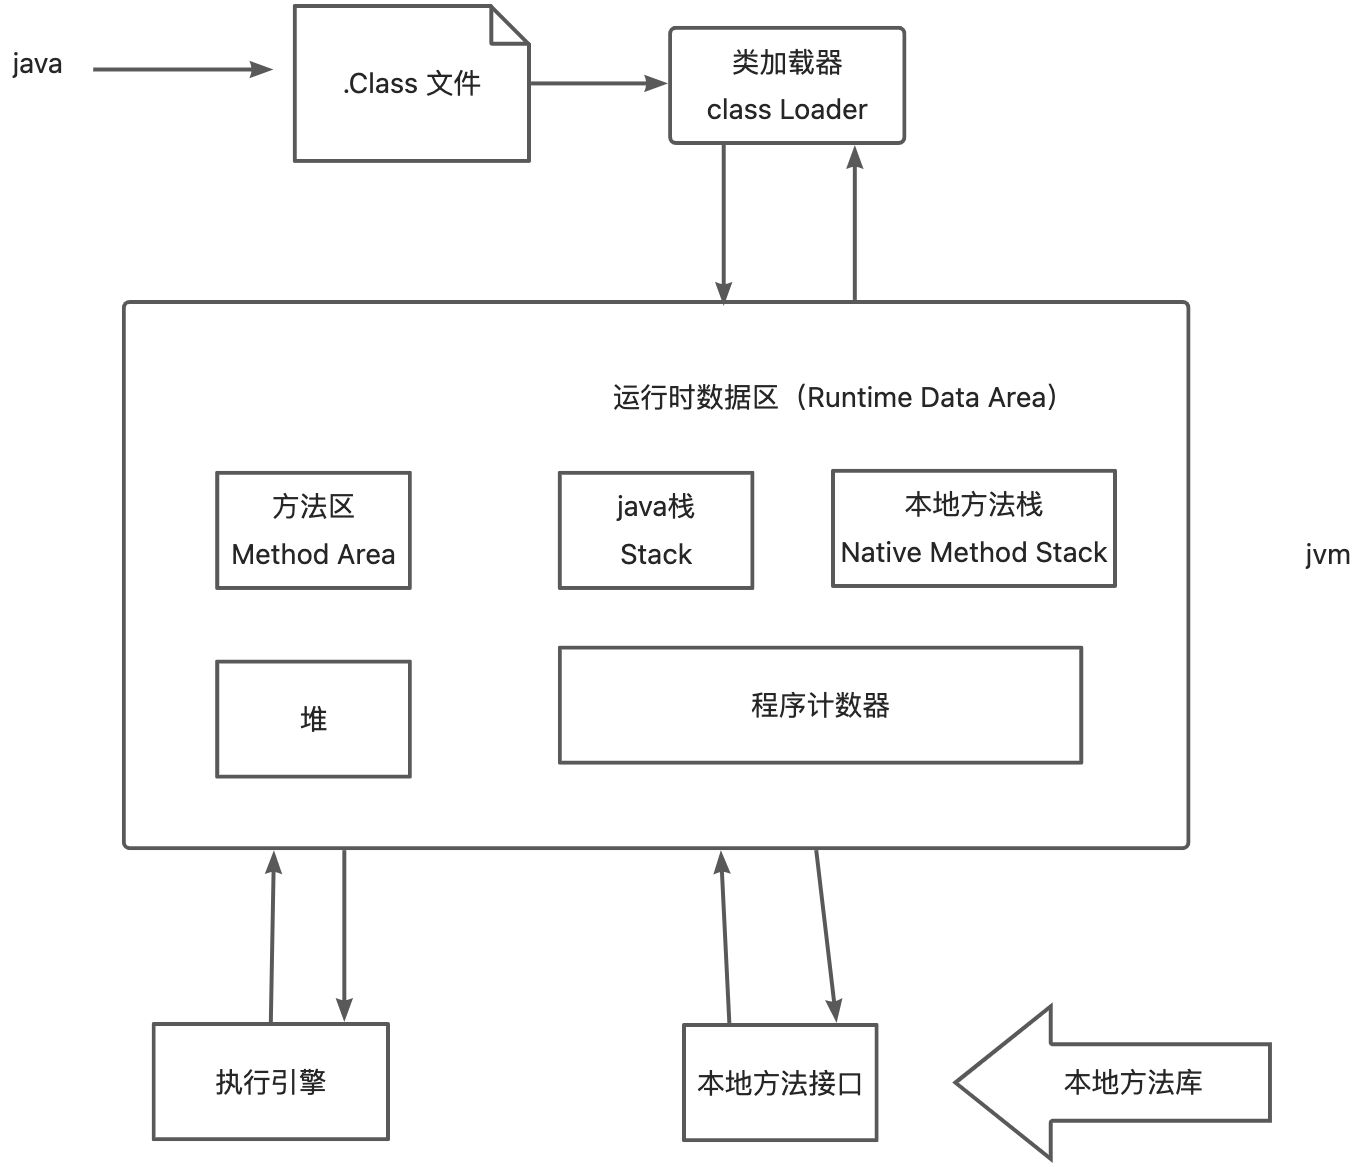 java
.Class 文件
类加载器
class Loader
运行时数据区（Runtime Data Area）
方法区
Method Area
java栈
Stack
本地方法栈
Native Method Stack
jvm
堆
程序计数器
执行引擎
本地方法接口
本地方法库